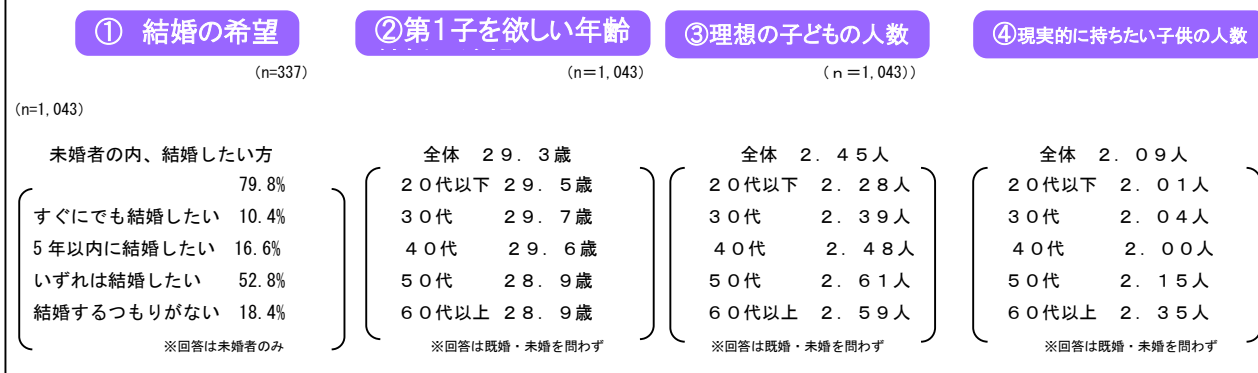 ① 結婚の希望
②第1子を欲しい年齢
③理想の子どもの人数
④現実的に持ちたい子供の人数
(n=337)
(n=1,043)
(n=1,043))
(n=1,043)
未婚者の内、結婚したい方
79.8%
すぐにでも結婚したい 10.4%
5年以内に結婚したい 16.6%
いずれは結婚したい 52.8%
結婚するつもりがない 18.4%
※回答は未婚者のみ
全体 29.3歳
20代以下 29.5歳
30代 29.7歳
40代 29.6歳
50代 28.9歳
60代以上 28.9歳
※回答は既婚・未婚を問わず
全体 2.45人
20代以下 2.28人
30代 2.39人
40代 2.48人
50代 2.61人
60代以上 2.59人
※回答は既婚・未婚を問わず
全体 2.09人
20代以下 2.01人
30代 2.04人
40代 2.00人
50代 2.15人
60代以上 2.35人
※回答は既婚・未婚を問わず